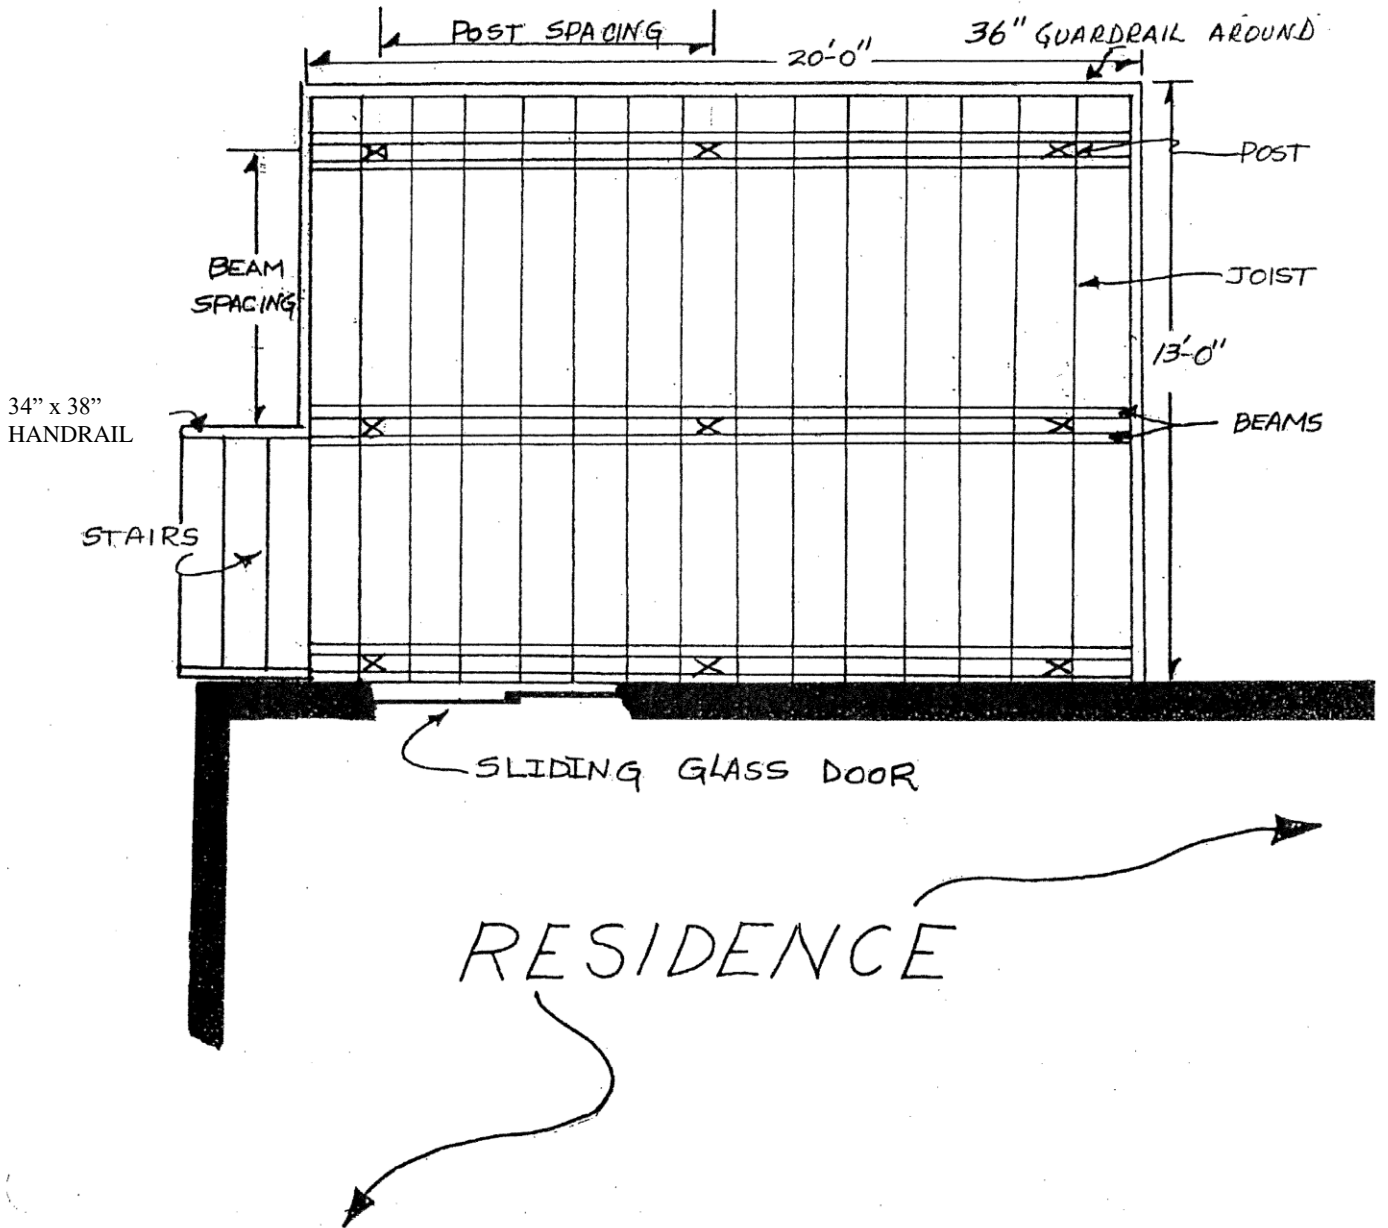 POST SPACING
36" GUARDRAIL AROUND
20'-0"
POST
BEAM
SPACING
JOIST
13'-0"
34” x 38”
HANDRAIL
BEAMS
STAIRS
SLIDING GLASS DOOR
RESIDENCE